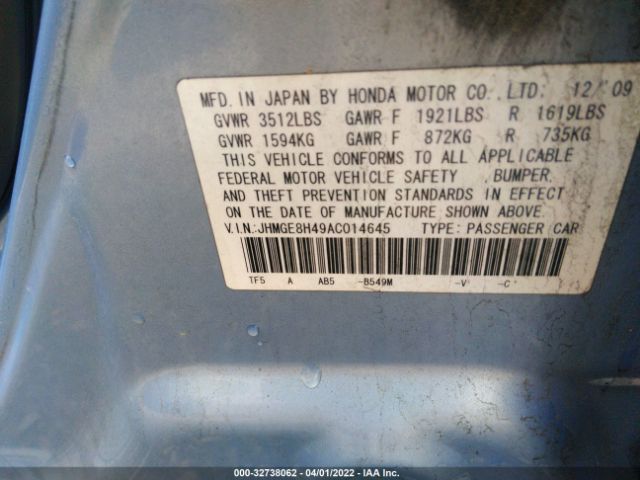 MFD. IN JAPAN BY HONDA MOTOR CO., LTD. 12/'09
GVWR 3512LBS GAWR F 1921LBS R 1619LBS
GVWR 1594KG GAWR F 872KG R 735KG
THIS VEHICLE CONFORMS TO ALL APPLICABLE
FEDERAL MOTOR VEHICLE SAFETY , BUMPER,
AND THEFT PREVENTION STANDARDS IN EFFECT
ON THE DATE OF MANUFACTURE SHOWN ABOVE.
V.I.N.:JHMGE8H49AC014645 TYPE: PASSENGER CAR
TF5 A AB5 -B549M -V -C
000-32738062 - 04/01/2022 - IAA Inc.